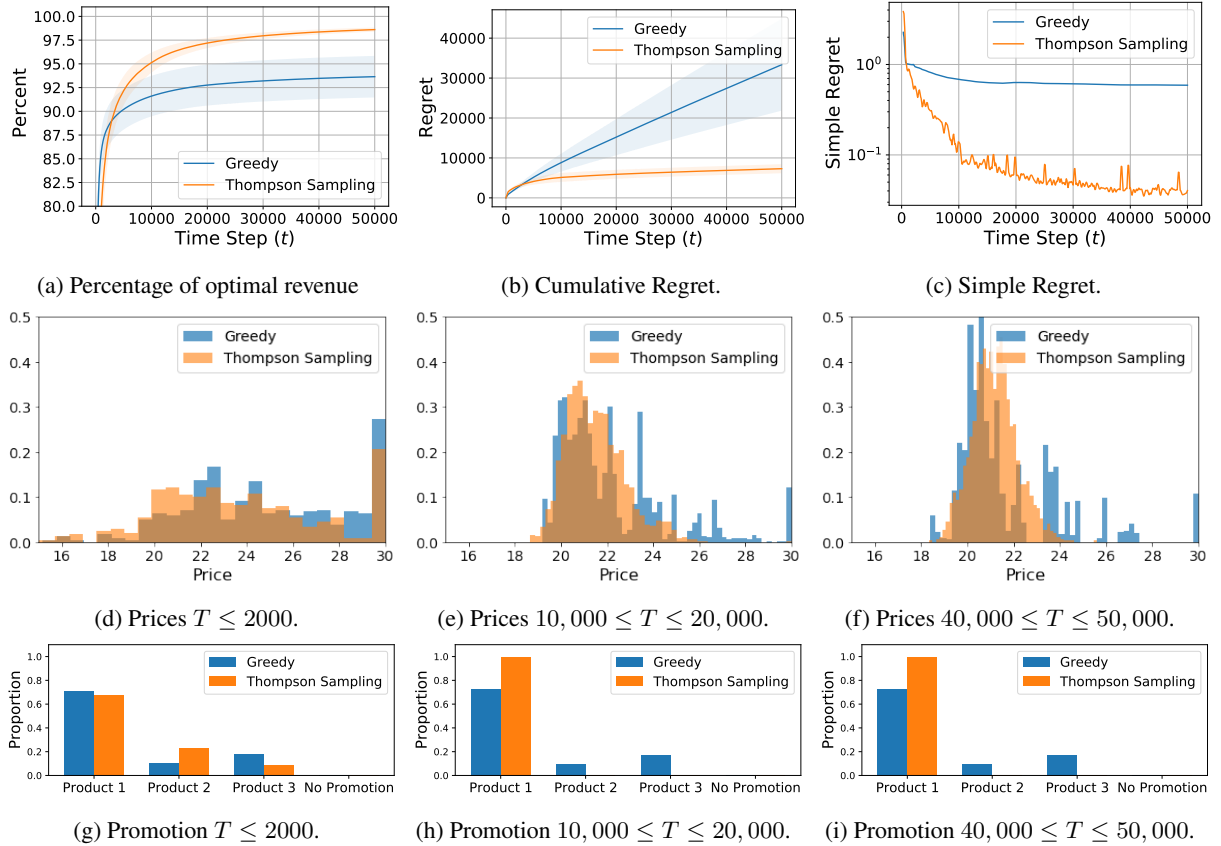 100.0
97.5
95.0
92.5
90.0
87.5
85.0
82.5
80.0
Percent
Greedy
Thompson Sampling
0 10000 20000 30000 40000 50000
Time Step (t)
(a) Percentage of optimal revenue
40000
30000
20000
10000
0
Regret
Greedy
Thompson Sampling
0 10000 20000 30000 40000 50000
Time Step (t)
(b) Cumulative Regret.
10⁰
10⁻¹
Simple Regret
Greedy
Thompson Sampling
0 10000 20000 30000 40000 50000
Time Step (t)
(c) Simple Regret.
0.5
0.4
0.3
0.2
0.1
0.0
Greedy
Thompson Sampling
16 18 20 22 24 26 28 30
Price
(d) Prices T ≤ 2000.
0.5
0.4
0.3
0.2
0.1
0.0
Greedy
Thompson Sampling
16 18 20 22 24 26 28 30
Price
(e) Prices 10,000 ≤ T ≤ 20,000.
0.5
0.4
0.3
0.2
0.1
0.0
Greedy
Thompson Sampling
16 18 20 22 24 26 28 30
Price
(f) Prices 40,000 ≤ T ≤ 50,000.
1.0
0.8
0.6
0.4
0.2
0.0
Proportion
Greedy
Thompson Sampling
Product 1 Product 2 Product 3 No Promotion
(g) Promotion T ≤ 2000.
1.0
0.8
0.6
0.4
0.2
0.0
Proportion
Greedy
Thompson Sampling
Product 1 Product 2 Product 3 No Promotion
(h) Promotion 10,000 ≤ T ≤ 20,000.
1.0
0.8
0.6
0.4
0.2
0.0
Proportion
Greedy
Thompson Sampling
Product 1 Product 2 Product 3 No Promotion
(i) Promotion 40,000 ≤ T ≤ 50,000.